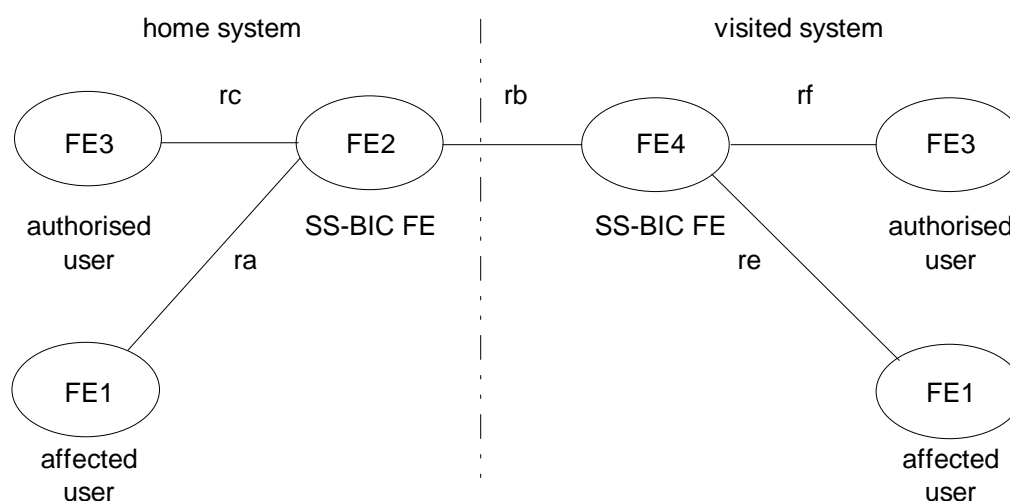 home system
visited system
rc
rb
rf
FE3
FE2
FE4
FE3
authorised
user
SS-BIC FE
SS-BIC FE
authorised
user
ra
re
FE1
FE1
affected
user
affected
user